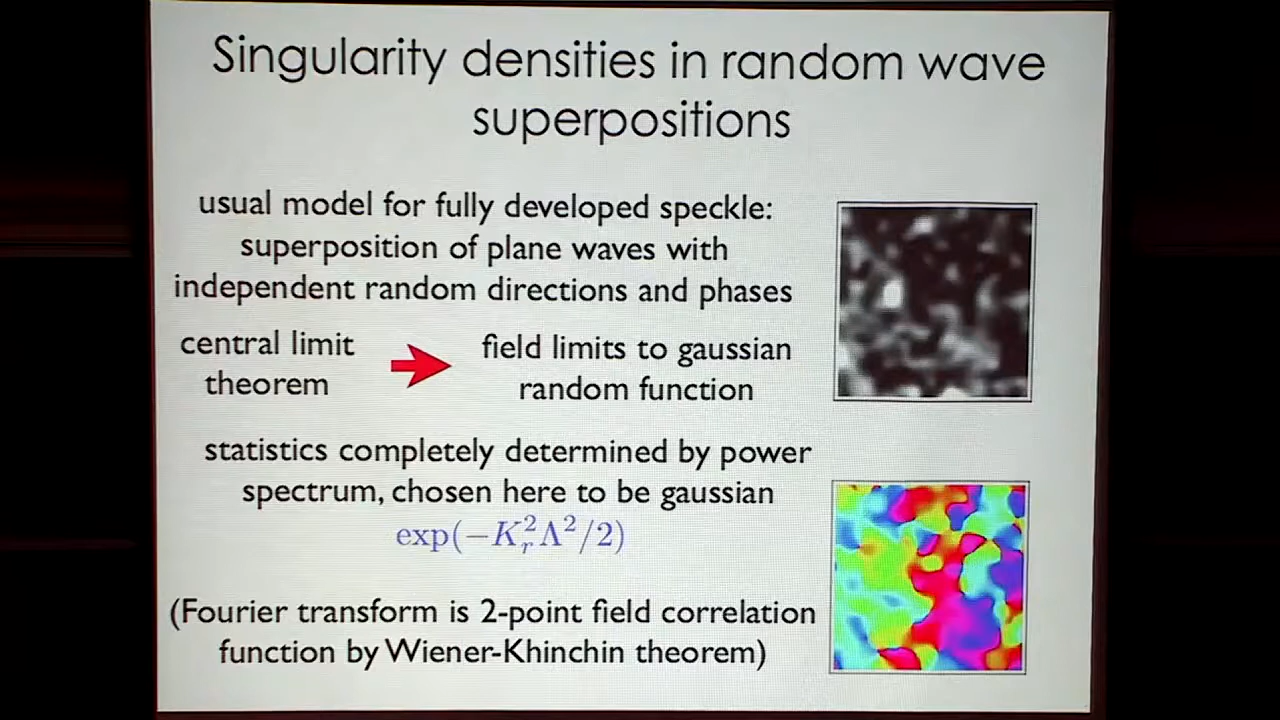 Singularity densities in random wave
superpositions
usual model for fully developed speckle:
superposition of plane waves with
independent random directions and phases
central limit
theorem
field limits to gaussian
random function
statistics completely determined by power
spectrum, chosen here to be gaussian
exp(−K_r^2 Λ^2/2)
(Fourier transform is 2-point field correlation
function by Wiener-Khinchin theorem)